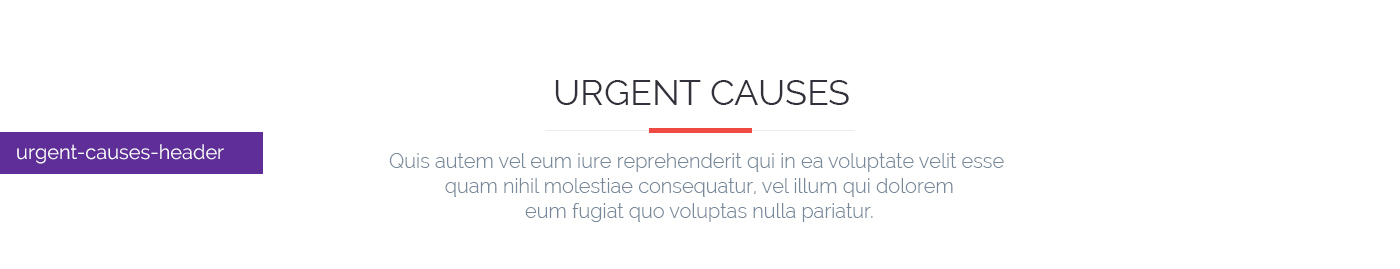 URGENT CAUSES
urgent-causes-header
Quis autem vel eum iure reprehenderit qui in ea voluptate velit esse
quam nihil molestiae consequatur, vel illum qui dolorem
eum fugiat quo voluptas nulla pariatur.